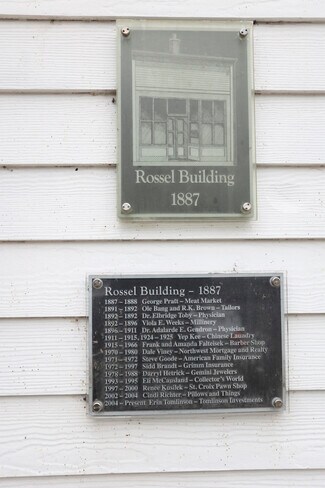 Rossel Building
1887
Rossel Building – 1887
1887 – 1888 George Pratt – Meat Market
1891 – 1892 Ole Bang and R.K. Brown – Tailors
1892 – 1892 Dr. Elbridge Toby – Physician
1892 – 1896 Viola E. Weeks – Millinery
1896 – 1911 Dr. Adalarde E. Gendron – Physician
1911 – 1915, 1924 – 1925 Yep Kee – Chinese Laundry
1915 – 1966 Frank and Amanda Falteisek – Barber Shop
1978 – 1980 Dale Viney – Northwest Mortgage and Realty
1971 – 1972 Steve Goode – American Family Insurance
1972 – 1997 Sidd Brandt – Grimm Insurance
1976 – 1988 Darryl Hetrick – Gemini Jewelers
1993 – 1995 Eli McCausland – Collector's World
1997 – 2000 Renee Kosilek – St. Croix Pawn Shop
2002 – 2004 Cindi Richter – Pillows and Things
2004 – Present, Erin Tomlinson – Tomlinson Investments